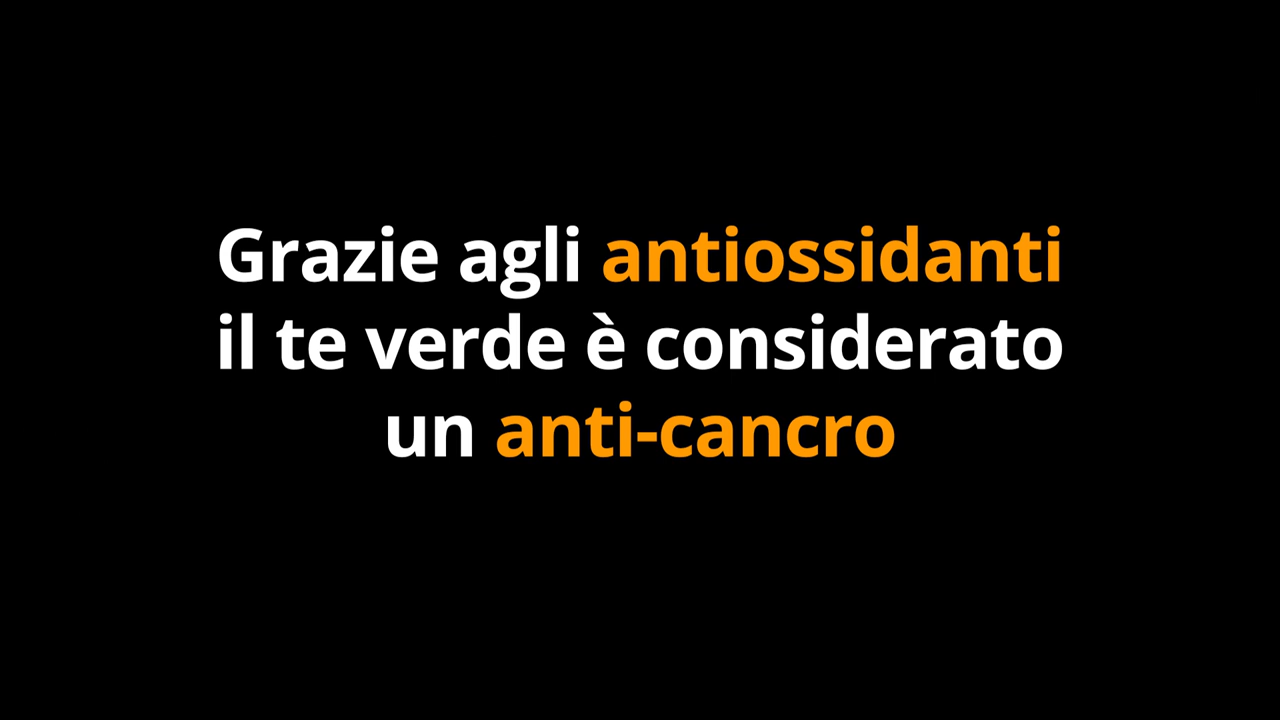 Grazie agli antiossidanti
il te verde è considerato
un anti-cancro